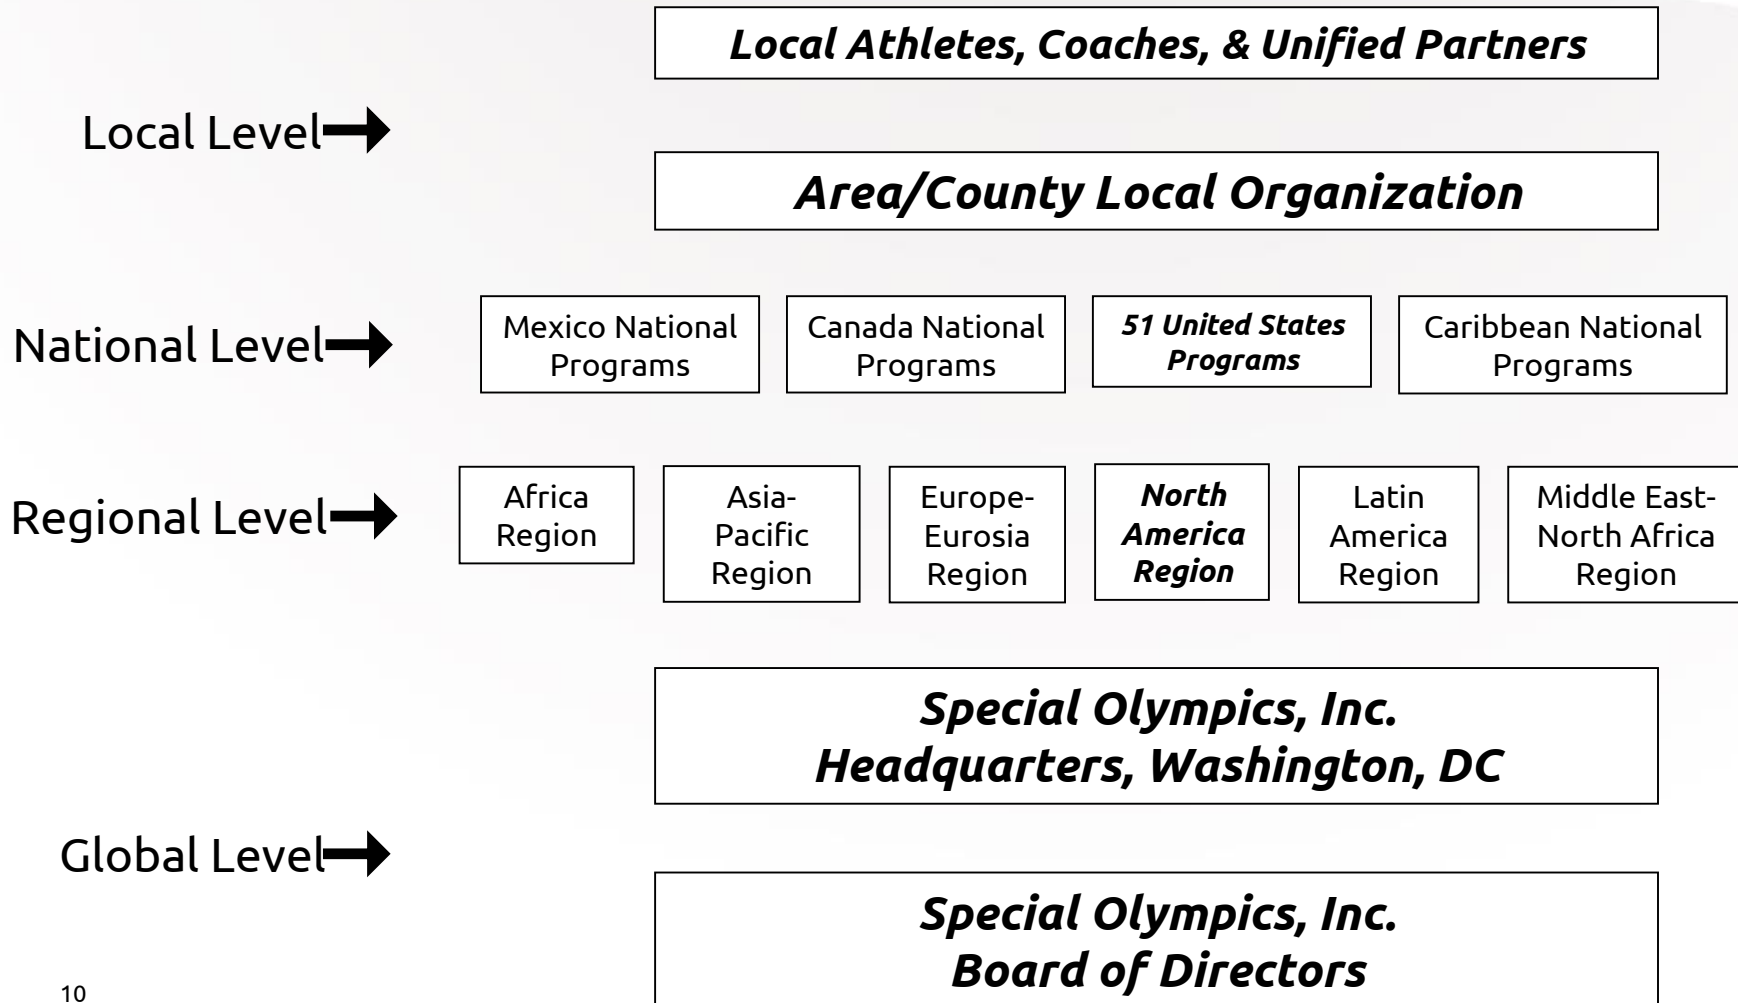 Local Athletes, Coaches, & Unified Partners
Local Level
Area/County Local Organization
National Level
Mexico National
Programs
Canada National
Programs
51 United States
Programs
Caribbean National
Programs
Regional Level
Africa
Region
Asia-
Pacific
Region
Europe-
Eurosia
Region
North
America
Region
Latin
America
Region
Middle East-
North Africa
Region
Special Olympics, Inc.
Headquarters, Washington, DC
Global Level
Special Olympics, Inc.
Board of Directors
10